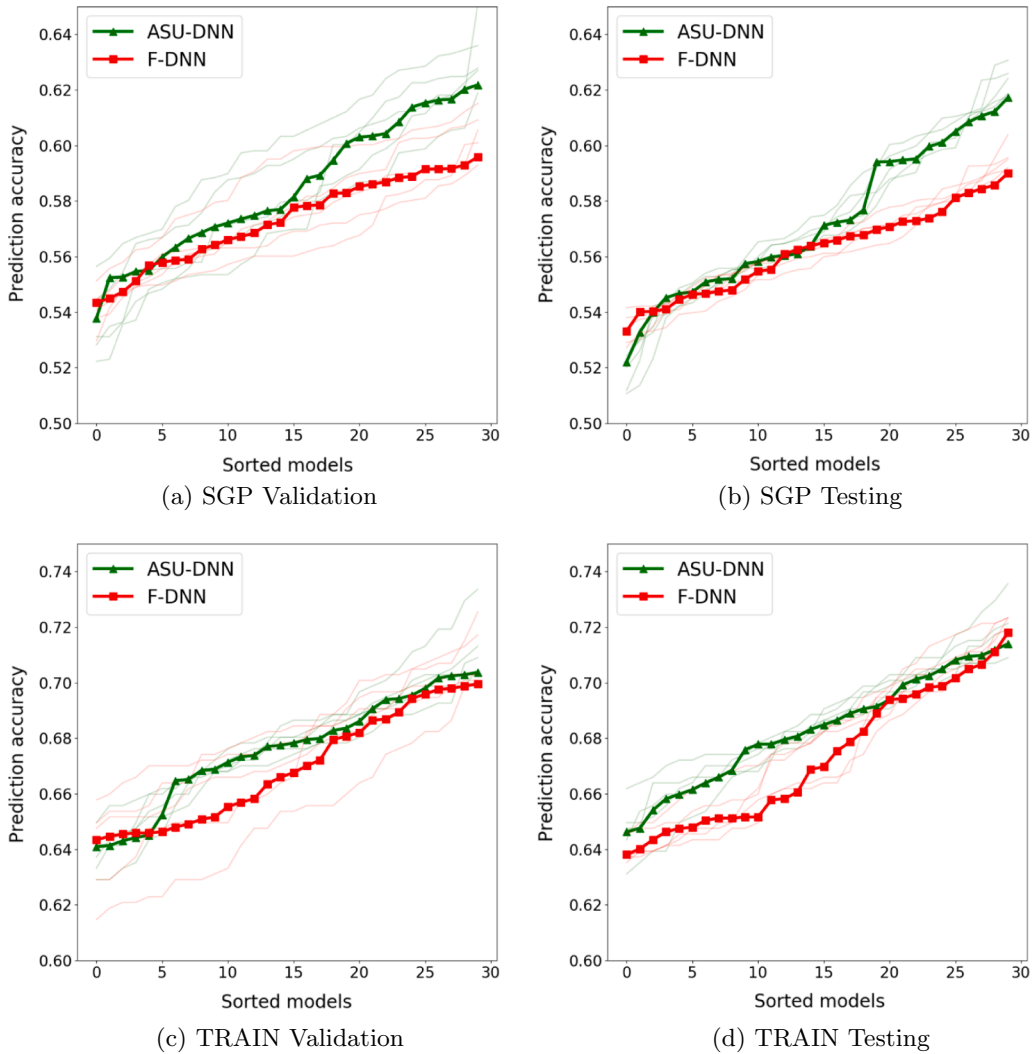 ASU-DNN
F-DNN
Prediction accuracy
0.64
0.62
0.60
0.58
0.56
0.54
0.52
0.50
0 5 10 15 20 25 30
Sorted models
(a) SGP Validation
ASU-DNN
F-DNN
Prediction accuracy
0.64
0.62
0.60
0.58
0.56
0.54
0.52
0.50
0 5 10 15 20 25 30
Sorted models
(b) SGP Testing
ASU-DNN
F-DNN
Prediction accuracy
0.74
0.72
0.70
0.68
0.66
0.64
0.62
0.60
0 5 10 15 20 25 30
Sorted models
(c) TRAIN Validation
ASU-DNN
F-DNN
Prediction accuracy
0.74
0.72
0.70
0.68
0.66
0.64
0.62
0.60
0 5 10 15 20 25 30
Sorted models
(d) TRAIN Testing